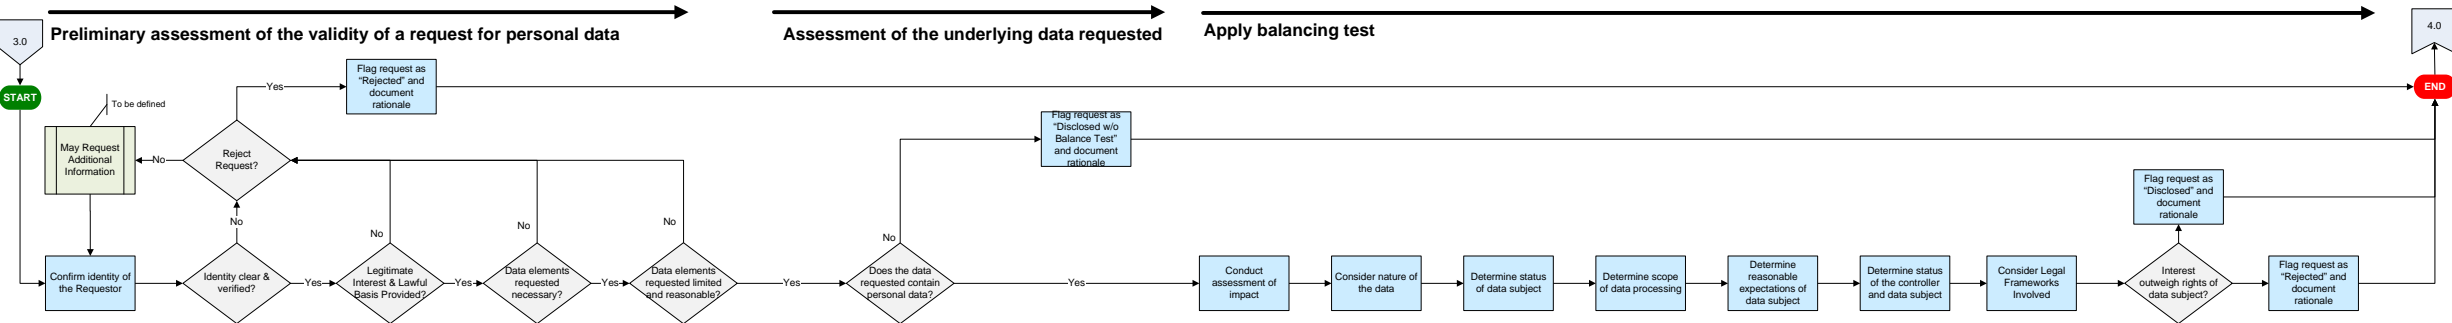 3.0
Preliminary assessment of the validity of a request for personal data
Assessment of the underlying data requested
Apply balancing test
4.0
START
To be defined
Yes
Flag request as
“Rejected” and
document
rationale
END
May Request
Additional
Information
No
Reject
Request?
Flag request as
“Disclosed w/o
Balance Test”
and document
rationale
Flag request as
“Disclosed” and
document
rationale
No
No
No
No
No
Confirm identity of
the Requestor
Identity clear &
verified?
Yes
Legitimate
Interest & Lawful
Basis Provided?
Yes
Data elements
requested
necessary?
Yes
Data elements
requested limited
and reasonable?
Yes
Does the data
requested contain
personal data?
Yes
Conduct
assessment of
impact
Consider nature of
the data
Determine status
of data subject
Determine scope
of data processing
Determine
reasonable
expectations of
data subject
Determine status
of the controller
and data subject
Consider Legal
Frameworks
Involved
Interest
outweigh rights of
data subject?
Flag request as
“Rejected” and
document
rationale